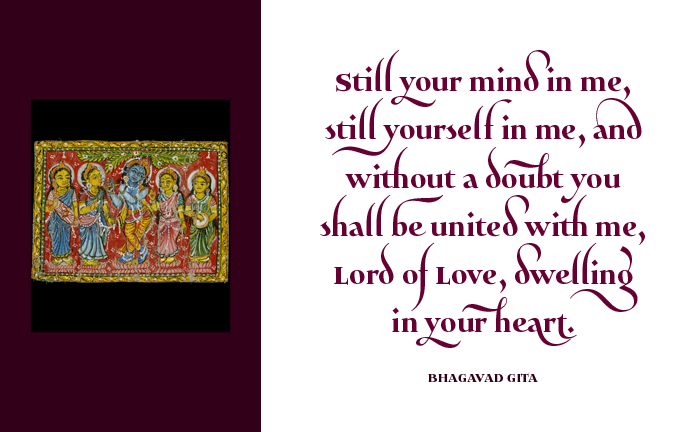 Still your mind in me,
still yourself in me, and
without a doubt you
shall be united with me,
Lord of Love, dwelling
in your heart.
BHAGAVAD GITA